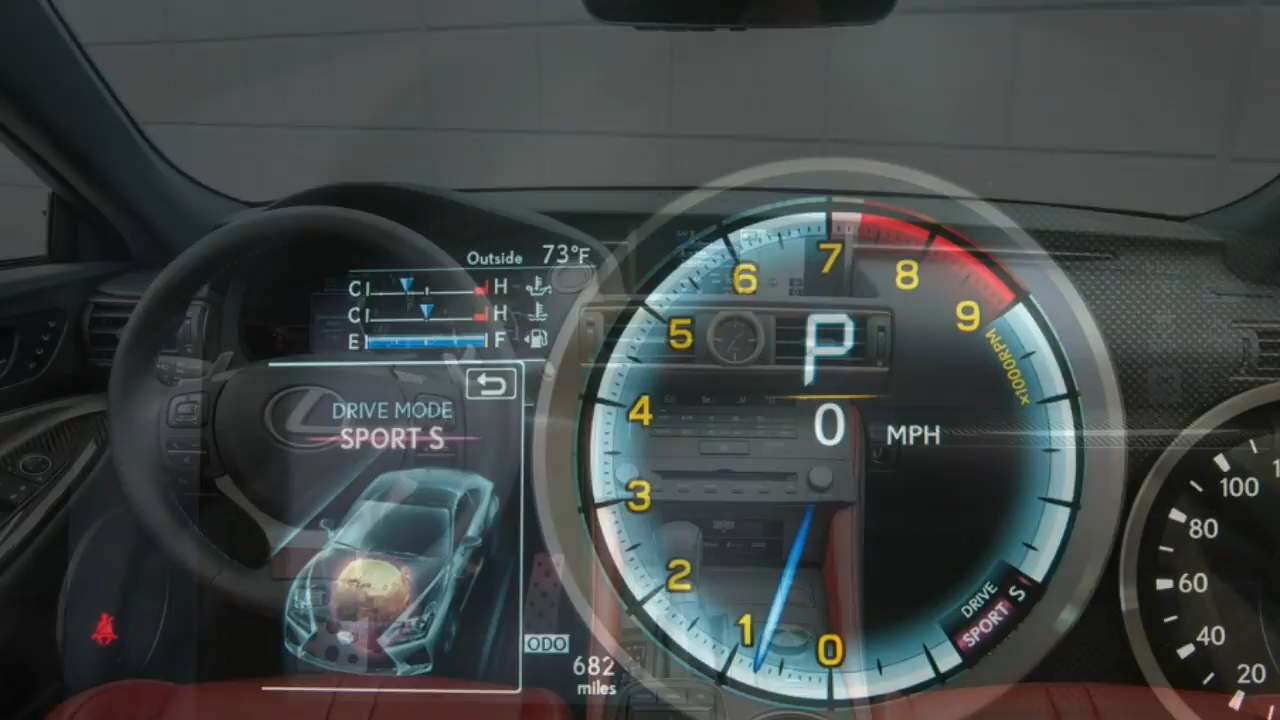 Outside 73°F
C H
C H
E F
DRIVE MODE
SPORT S
ODO
682
miles
0
1
2
3
4
5
6
7
8
9
x1000RPM
P
0 MPH
DRIVE
SPORT S
100
80
60
40
20